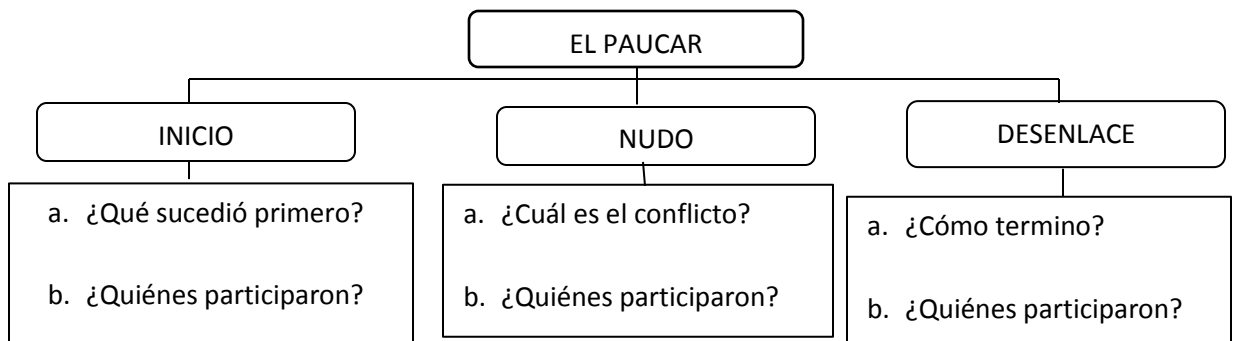 EL PAUCAR
INICIO
NUDO
DESENLACE
a. ¿Qué sucedió primero?
b. ¿Quiénes participaron?
a. ¿Cuál es el conflicto?
b. ¿Quiénes participaron?
a. ¿Cómo termino?
b. ¿Quiénes participaron?